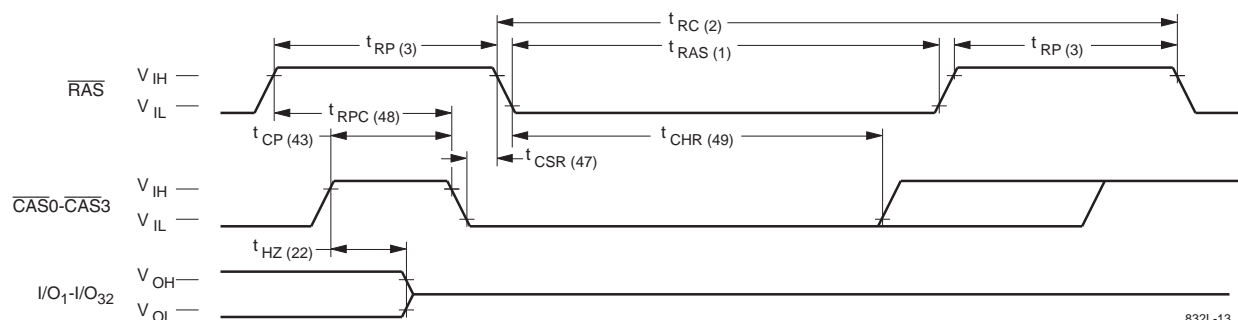 t RC (2)
t RP (3)
t RAS (1)
t RP (3)
RAS
V IH
V IL
t RPC (48)
t CP (43)
t CHR (49)
t CSR (47)
CAS0-CAS3
V IH
V IL
t HZ (22)
I/O1-I/O32
V OH
V OL
832L-13